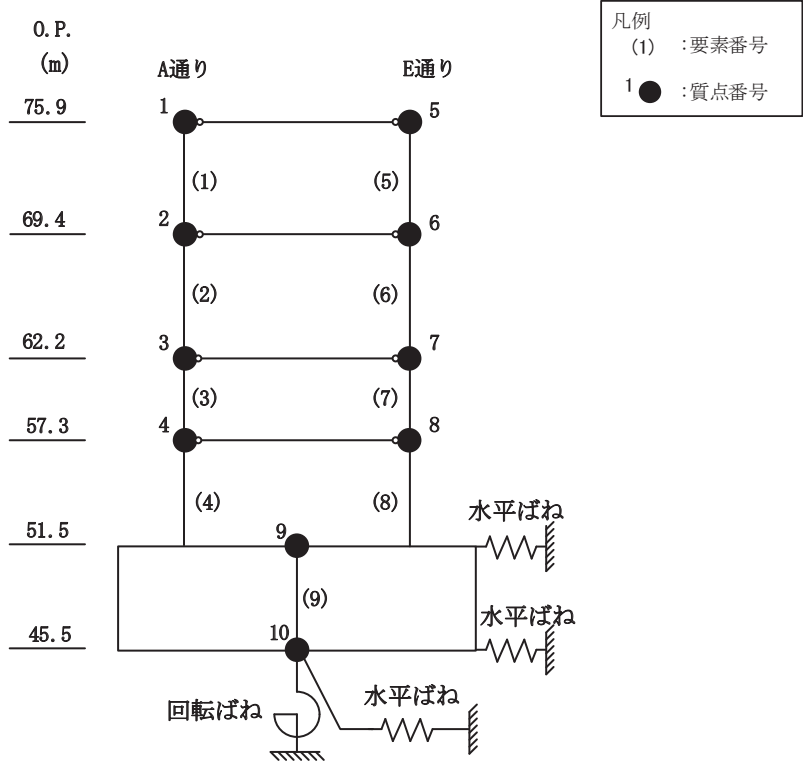 凡例
(1) :要素番号
1 :質点番号
O.P.
(m)
A通り
E通り
75.9
1
5
(1)
(5)
69.4
2
6
(2)
(6)
62.2
3
7
(3)
(7)
57.3
4
8
(4)
(8)
水平ばね
51.5
9
(9)
水平ばね
45.5
10
水平ばね
回転ばね